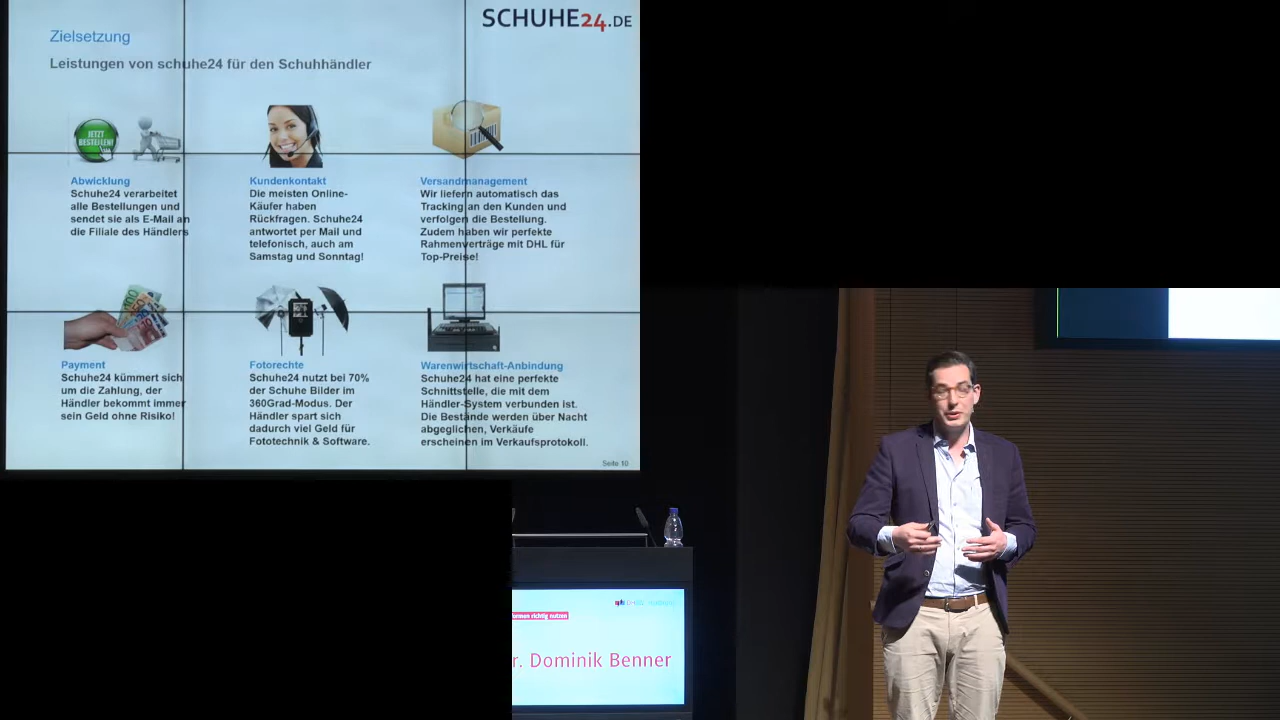 SCHUHE24.DE
Zielsetzung
Leistungen von schuhe24 für den Schuhhändler
JETZT
BESTELLEN!
Abwicklung
Schuhe24 verarbeitet
alle Bestellungen und
sendet sie als E-Mail an
die Filiale des Händlers
Kundenkontakt
Die meisten Online-
Käufer haben
Rückfragen. Schuhe24
antwortet per Mail und
telefonisch, auch am
Samstag und Sonntag!
Versandmanagement
Wir liefern automatisch das
Tracking an den Kunden und
verfolgen die Bestellung.
Zudem haben wir perfekte
Rahmenverträge mit DHL für
Top-Preise!
Payment
Schuhe24 kümmert sich
um die Zahlung, der
Händler bekommt immer
sein Geld ohne Risiko!
Fotorechte
Schuhe24 nutzt bei 70%
der Schuhe Bilder im
360Grad-Modus. Der
Händler spart sich
dadurch viel Geld für
Fototechnik & Software.
Warenwirtschaft-Anbindung
Schuhe24 hat eine perfekte
Schnittstelle, die mit dem
Händler-System verbunden ist.
Die Bestände werden über Nacht
abgeglichen, Verkäufe
erscheinen im Verkaufsprotokoll.
Seite 10
formen richtig nutzen
r. Dominik Benner